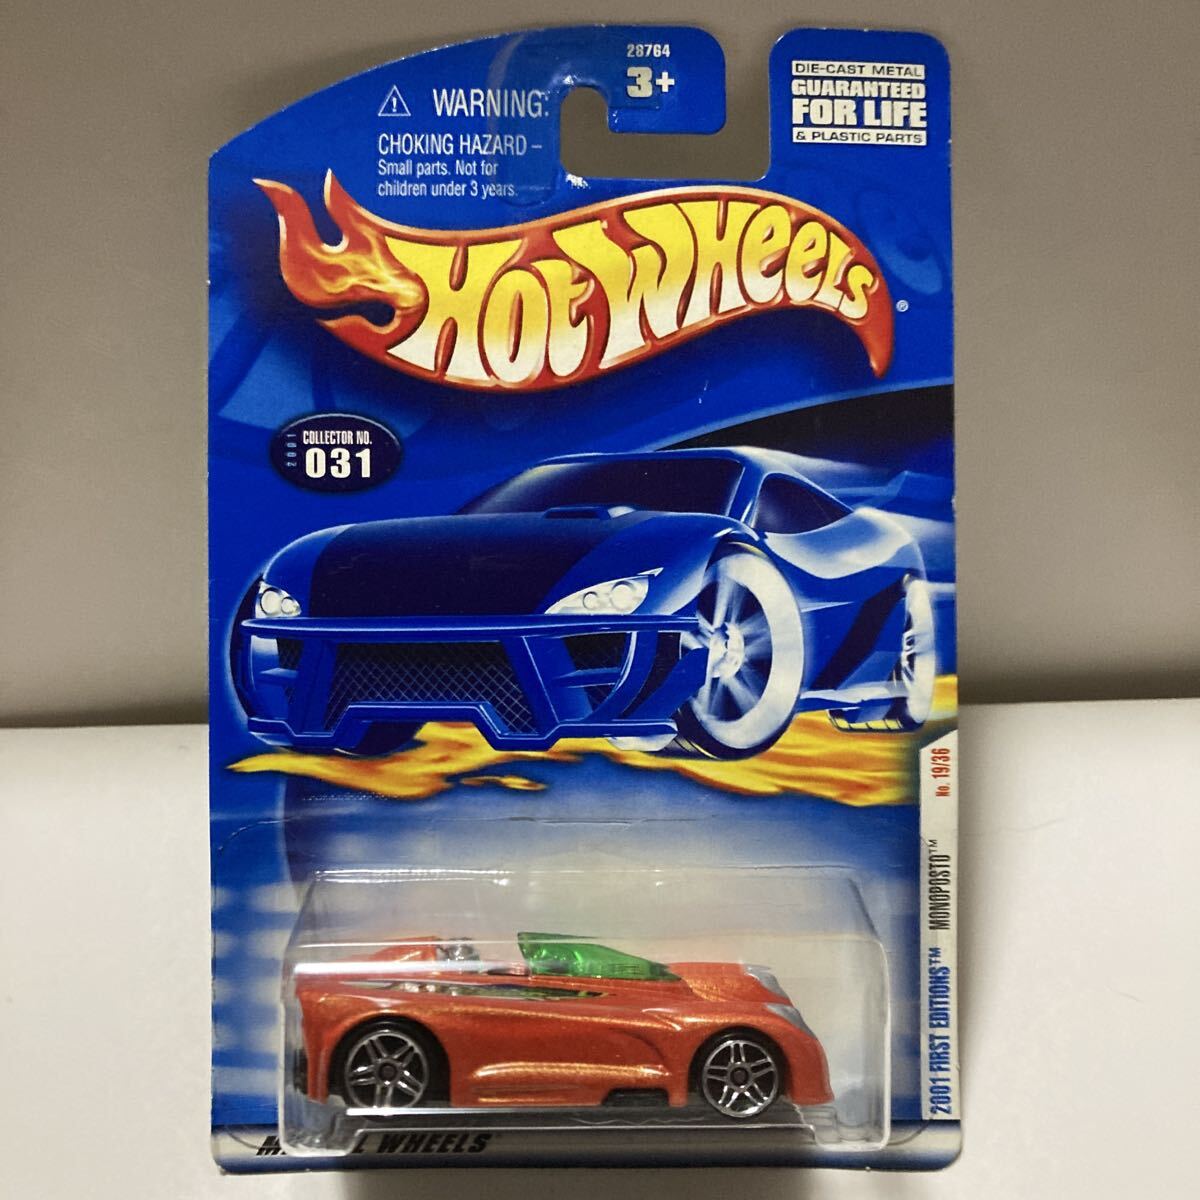 28764
3+
⚠ WARNING:
CHOKING HAZARD –
Small parts. Not for
children under 3 years.
DIE-CAST METAL
GUARANTEED
FOR LIFE
& PLASTIC PARTS
HOT WHEELS®
2001
COLLECTOR NO.
031
2001 FIRST EDITIONS™ MONOPOSTO™ No. 19/36
WHEELS